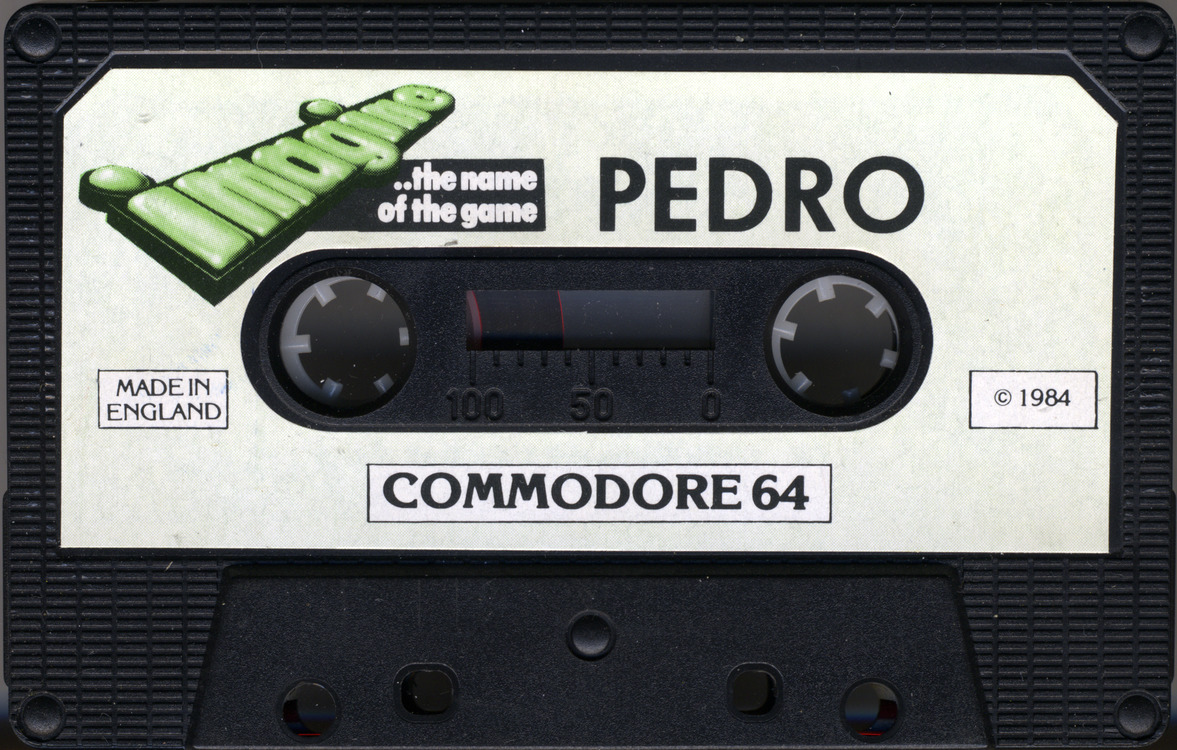 Imagine
..the name
of the game
PEDRO
MADE IN
ENGLAND
100 50 0
© 1984
COMMODORE 64